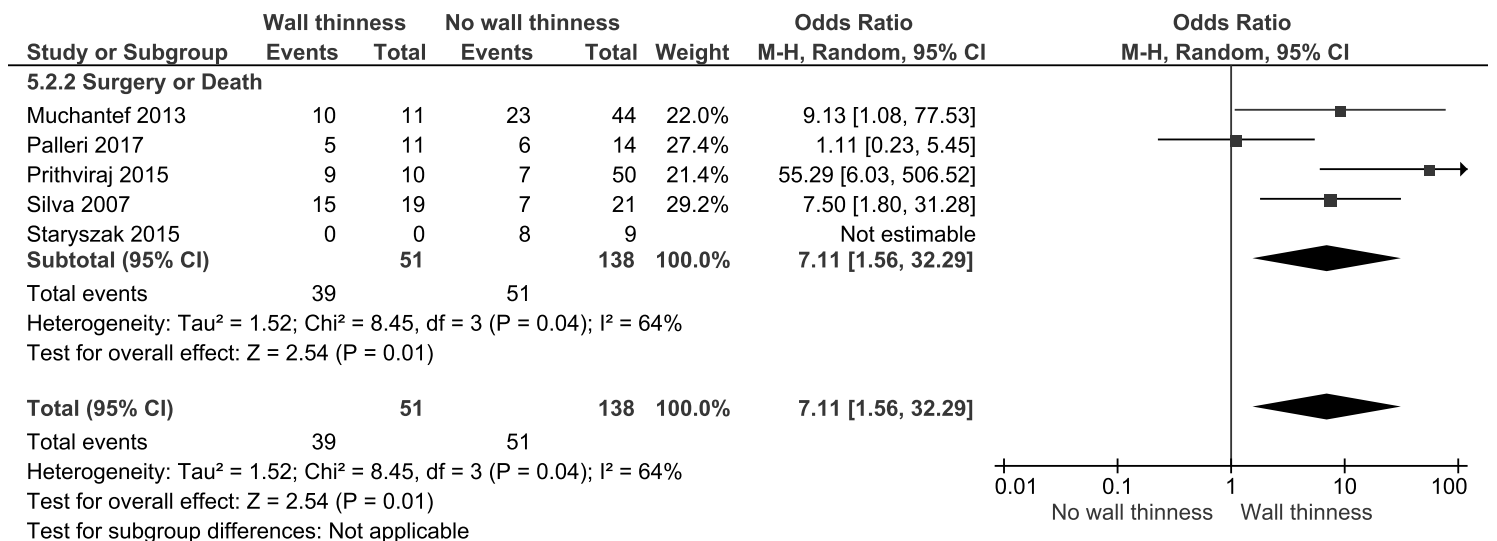 Wall thinness No wall thinness Odds Ratio Odds Ratio
Study or Subgroup Events Total Events Total Weight M-H, Random, 95% CI M-H, Random, 95% CI
5.2.2 Surgery or Death
Muchantef 2013 10 11 23 44 22.0% 9.13 [1.08, 77.53]
Palleri 2017 5 11 6 14 27.4% 1.11 [0.23, 5.45]
Prithviraj 2015 9 10 7 50 21.4% 55.29 [6.03, 506.52]
Silva 2007 15 19 7 21 29.2% 7.50 [1.80, 31.28]
Staryszak 2015 0 0 8 9 Not estimable
Subtotal (95% CI) 51 138 100.0% 7.11 [1.56, 32.29]
Total events 39 51
Heterogeneity: Tau² = 1.52; Chi² = 8.45, df = 3 (P = 0.04); I² = 64%
Test for overall effect: Z = 2.54 (P = 0.01)
Total (95% CI) 51 138 100.0% 7.11 [1.56, 32.29]
Total events 39 51
Heterogeneity: Tau² = 1.52; Chi² = 8.45, df = 3 (P = 0.04); I² = 64%
Test for overall effect: Z = 2.54 (P = 0.01)
Test for subgroup differences: Not applicable
0.01 0.1 1 10 100
No wall thinness Wall thinness